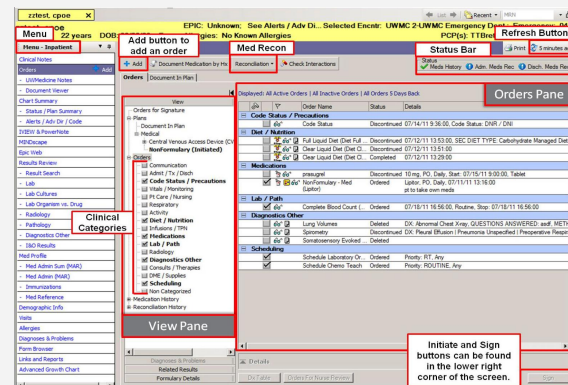 zztest, cpoe ×
List
Recent
MRN
EPIC: Unknown; See Alerts / Adv Di... Selected Encntr: UWMC 2-UWMC Emergency
Menu
22 years
DOB
Allergies: No Known Allergies
PCP(s):
Refresh Button
Menu - Inpatient
Add button to
add an order
Med Recon
Status Bar
Print
5 minutes a
Add
Document Medication by Hx
Reconciliation
Check Interactions
Status
Meds History
Adm. Meds Rec
Disch. Meds Rec
Clinical Notes
Orders
Add
Orders
Document In Plan
- UWMedicine Notes
- Document Viewer
Chart Summary
- Status / Plan Summary
- Alerts / Adv Dir / Code
IVIEW & PowerNote
MINDscape
Epic Web
Results Review
- Result Search
- Lab
- Lab Cultures
- Lab Organism vs. Drug
- Radiology
- Pathology
- Diagnostics Other
- I&O Results
Med Profile
- Med Admin Sum (MAR)
- Med Admin (MAR)
- Immunizations
- Med Reference
Demographic Info
Visits
Allergies
Diagnoses & Problems
Form Browser
Links and Reports
Advanced Growth Chart
View
Orders for Signature
Plans
Document In Plan
Medical
Central Venous Access Device (CV
NonFormulary (Initiated)
Orders
Communication
Admit / Tx / Dsch
Code Status / Precautions
Vitals / Monitoring
Pt Care / Nursing
Respiratory
Activity
Diet / Nutrition
Infusions / TPN
Medications
Lab / Path
Radiology
Diagnostics Other
Consults / Therapies
DME / Supplies
Scheduling
Non Categorized
Medication History
Reconciliation History
Clinical
Categories
View Pane
Diagnoses & Problems
Related Results
Formulary Details
Displayed: All Active Orders | All Inactive Orders | All Orders 5 Days Back
Orders Pane
Order Name Status Details
Code Status / Precautions
Code Status Discontinued 07/14/11 9:36:00, Code Status: DNR / DNI
Diet / Nutrition
Full Liquid Diet (Diet Full ... Discontinued 07/12/11 13:53:00, SEC DIET TYPE: Carbohydrate Managed Diet
Clear Liquid Diet (Diet Cl... Discontinued 07/12/11 13:51:00
Clear Liquid Diet (Diet Cl... Completed 07/12/11 13:29:00
Medications
prasugrel Discontinued 10 mg, PO, Daily, Start: 07/15/11 9:00:00, Tablet
NonFormulary - Med Ordered Lipitor, PO, Daily, 07/11/11 13:16:00
(Lipitor) pt to take own meds
Lab / Path
Complete Blood Count (... Ordered 07/18/11 16:56:00, Routine, Stop: 07/18/11 16:56:00
Diagnostics Other
Lung Volumes Deleted DX: Abnormal Chest X-ray, QUESTIONS ANSWERED: asdf, METH
Spirometry Discontinued DX: Pleural Effusion | Pneumonia Unspecified | Preoperative Respir
Somatosensory Evoked ... Deleted
Scheduling
Schedule Laboratory Or... Ordered Priority: RT, Any
Schedule Chemo Teach Ordered Priority: ROUTINE, Any
Initiate and Sign
buttons can be found
in the lower right
corner of the screen.
Details
Dx Table
Orders For Nurse Review
Sign